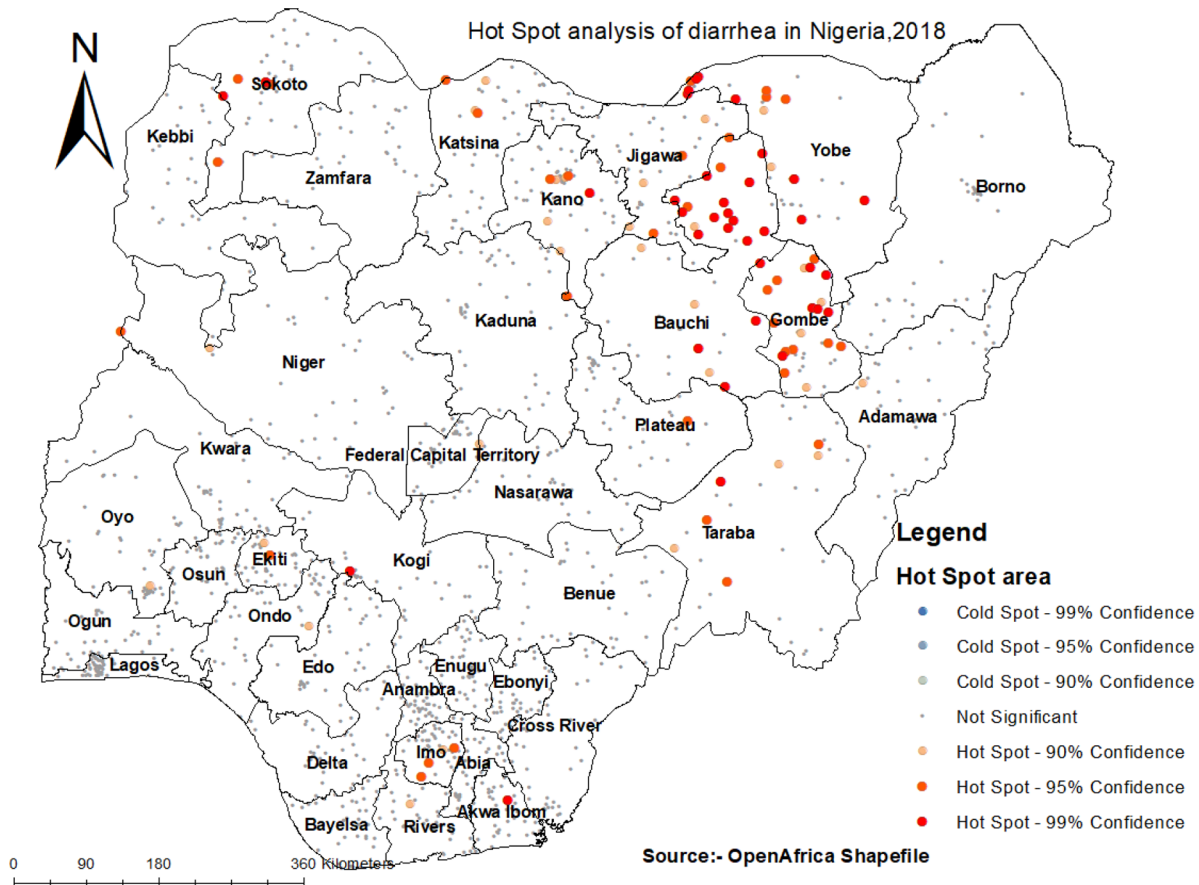 Hot Spot analysis of diarrhea in Nigeria,2018
N
Sokoto
Kebbi
Katsina
Jigawa
Yobe
Zamfara
Kano
Borno
Kaduna
Bauchi
Gombe
Niger
Adamawa
Plateau
Kwara
Federal Capital Territory
Nasarawa
Oyo
Taraba
Ekiti
Kogi
Osun
Benue
Ogun
Ondo
Lagos
Edo
Enugu
Anambra
Ebonyi
Cross River
Delta
Imo
Abia
Bayelsa
Rivers
Akwa Ibom
Legend
Hot Spot area
Cold Spot - 99% Confidence
Cold Spot - 95% Confidence
Cold Spot - 90% Confidence
Not Significant
Hot Spot - 90% Confidence
Hot Spot - 95% Confidence
Hot Spot - 99% Confidence
Source:- OpenAfrica Shapefile
0 90 180 360 Kilometers